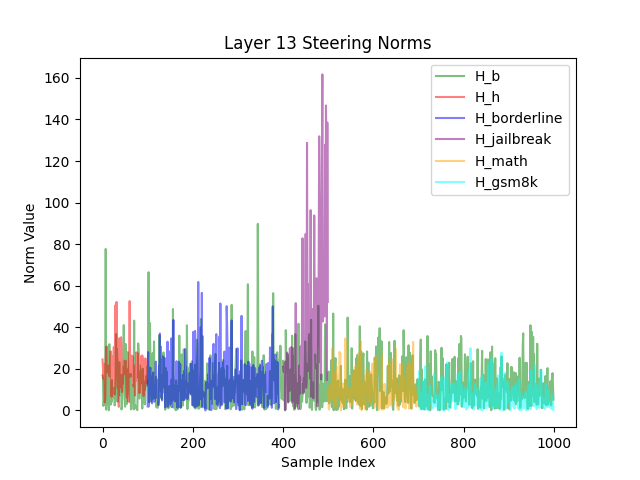 Layer 13 Steering Norms
160
140
120
100
80
60
40
20
0
Norm Value
H_b
H_h
H_borderline
H_jailbreak
H_math
H_gsm8k
0
200
400
600
800
1000
Sample Index